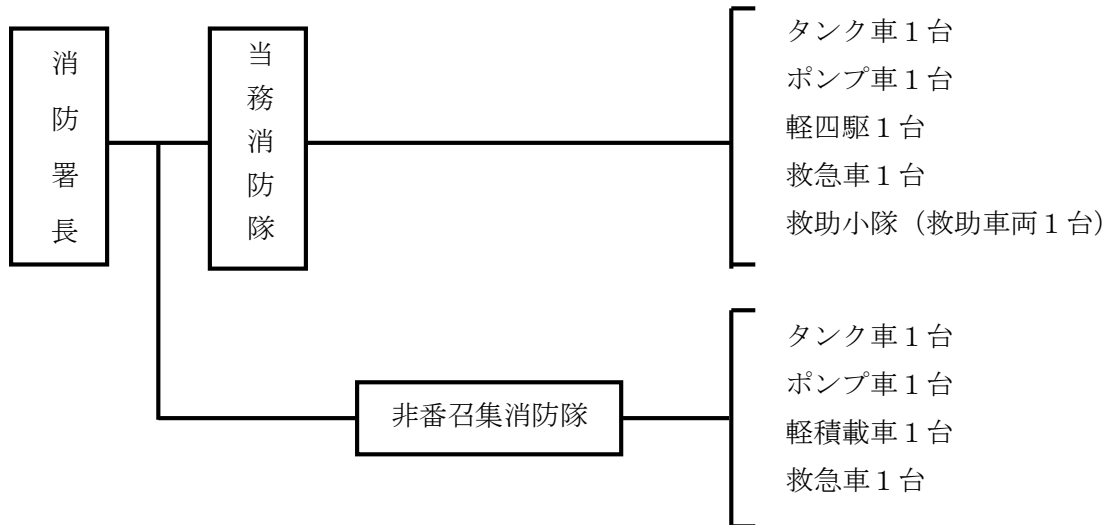 消防署長
当務消防隊
タンク車１台
ポンプ車１台
軽四駆１台
救急車１台
救助小隊（救助車両１台）
非番召集消防隊
タンク車１台
ポンプ車１台
軽積載車１台
救急車１台